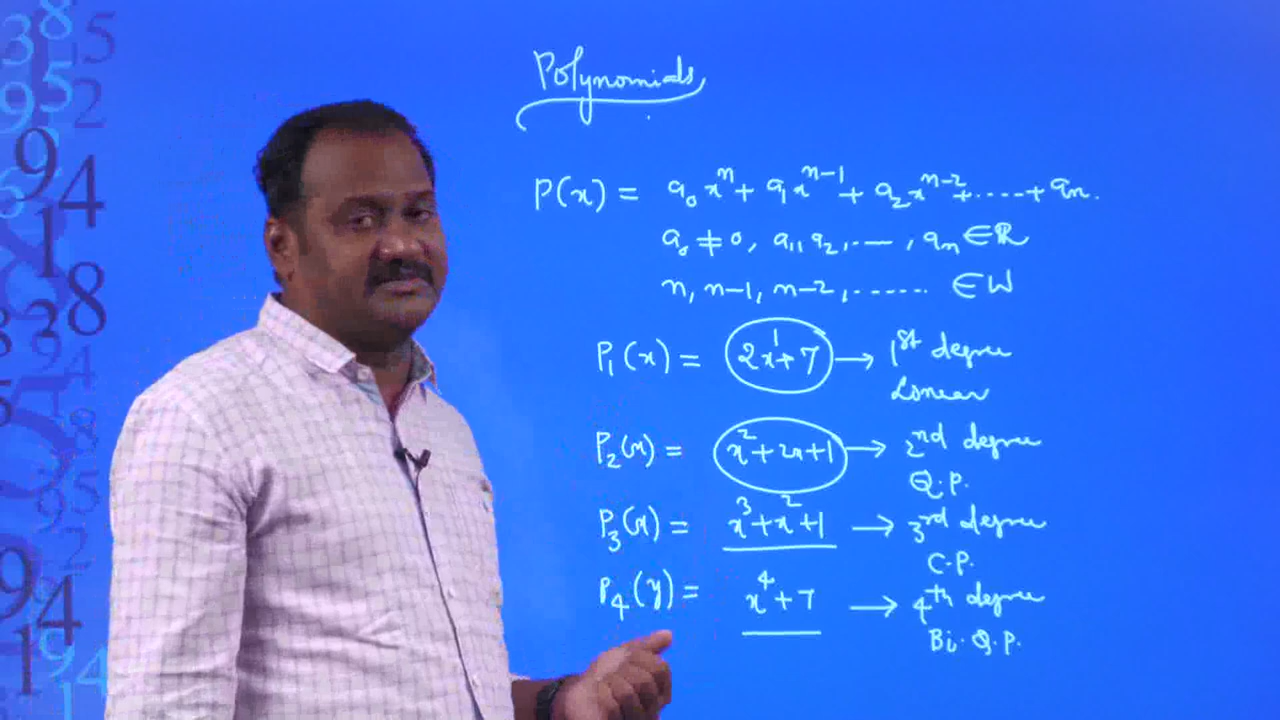 Polynomials
P(x) = a₀xⁿ + a₁xⁿ⁻¹ + a₂xⁿ⁻² + ..... + aₙ.
a₀ ≠ 0, a₁, a₂, ..—, aₙ ∈ R
n, n-1, n-2, ....... ∈ W
P₁(x) = 2x¹+7 → 1st degree
Linear
P₂(x) = x²+2x+1 → 2nd degree
Q.P.
P₃(x) = x³+x²+1 → 3rd degree
C.P.
P₄(y) = x⁴+7 → 4th degree
Bi.Q.P.